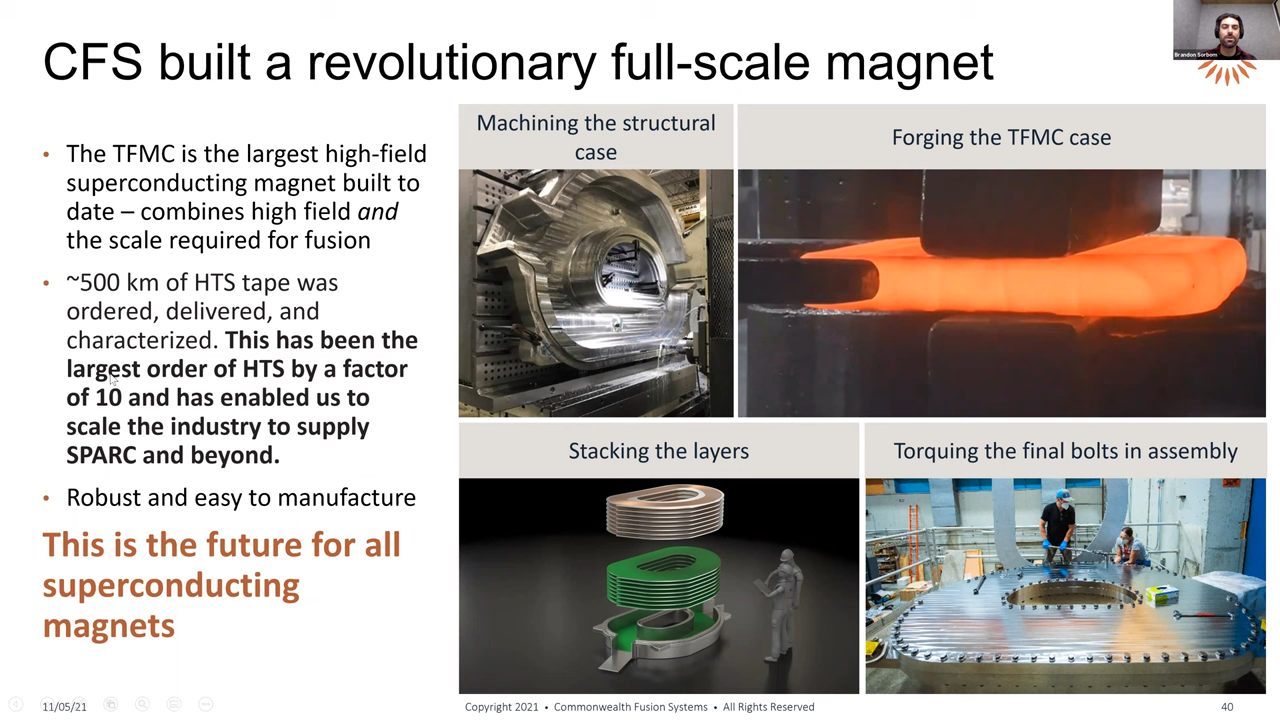 CFS built a revolutionary full-scale magnet
Brandon Sorbom
• The TFMC is the largest high-field
superconducting magnet built to
date – combines high field and
the scale required for fusion
• ~500 km of HTS tape was
ordered, delivered, and
characterized. This has been the
largest order of HTS by a factor
of 10 and has enabled us to
scale the industry to supply
SPARC and beyond.
• Robust and easy to manufacture
This is the future for all
superconducting
magnets
Machining the structural
case
Forging the TFMC case
Stacking the layers
Torquing the final bolts in assembly
11/05/21
Copyright 2021 • Commonwealth Fusion Systems • All Rights Reserved
40